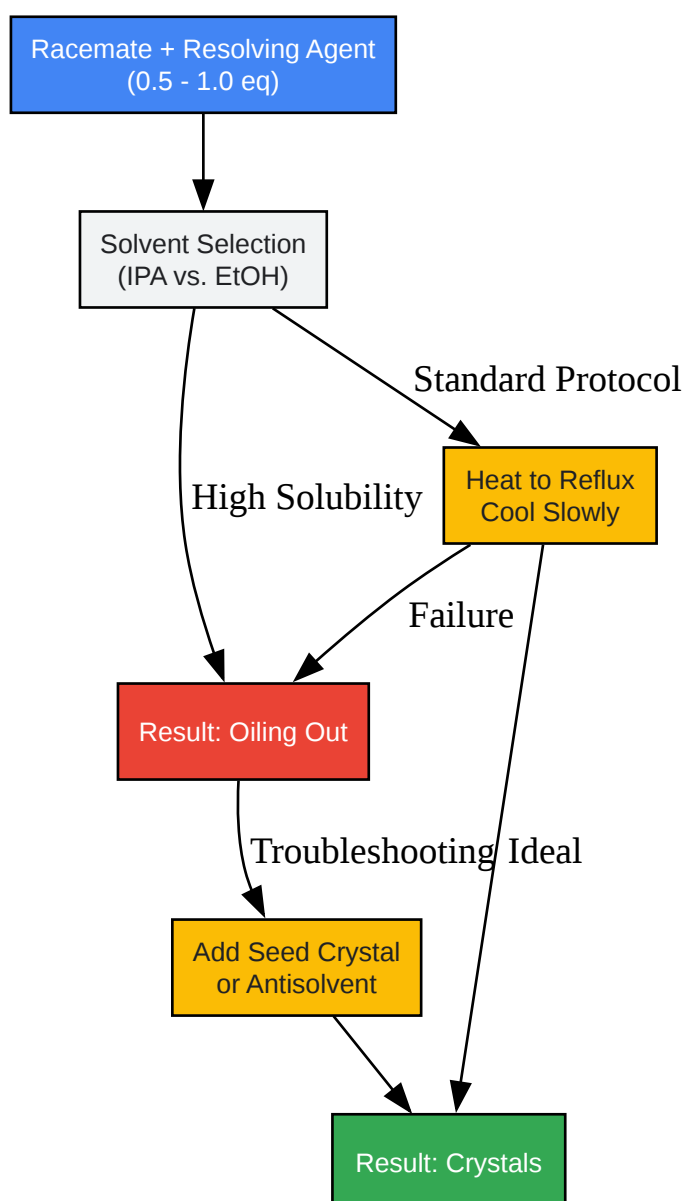 Racemate + Resolving Agent
(0.5 - 1.0 eq)
Solvent Selection
(IPA vs. EtOH)
Standard Protocol
Heat to Reflux
Cool Slowly
High Solubility
Failure
Result: Oiling Out
Troubleshooting
Ideal
Add Seed Crystal
or Antisolvent
Result: Crystals